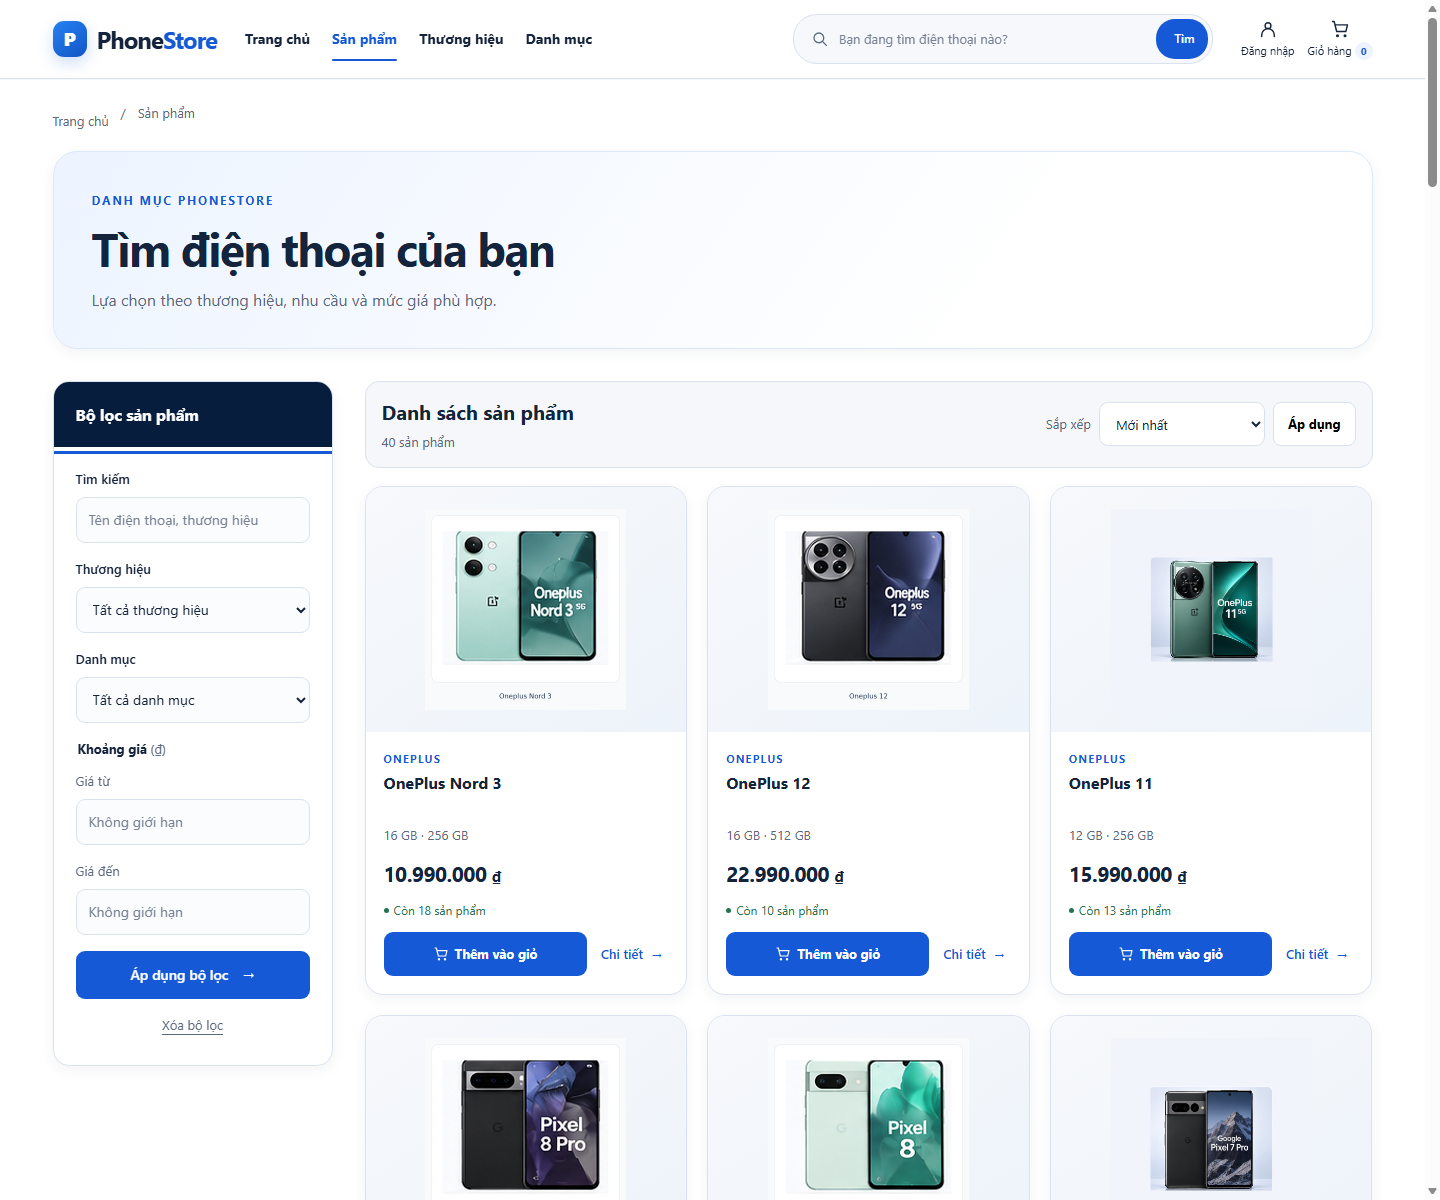 P PhoneStore Trang chủ Sản phẩm Thương hiệu Danh mục Bạn đang tìm điện thoại nào? Tìm Đăng nhập Giỏ hàng 0
Trang chủ / Sản phẩm
DANH MỤC PHONESTORE
Tìm điện thoại của bạn
Lựa chọn theo thương hiệu, nhu cầu và mức giá phù hợp.
Bộ lọc sản phẩm
Tìm kiếm
Tên điện thoại, thương hiệu
Thương hiệu
Tất cả thương hiệu
Danh mục
Tất cả danh mục
Khoảng giá (₫)
Giá từ
Không giới hạn
Giá đến
Không giới hạn
Áp dụng bộ lọc →
Xóa bộ lọc
Danh sách sản phẩm
40 sản phẩm
Sắp xếp Mới nhất Áp dụng
Oneplus
Nord 3 5G
Oneplus Nord 3
ONEPLUS
OnePlus Nord 3
16 GB · 256 GB
10.990.000 ₫
Còn 18 sản phẩm
Thêm vào giỏ Chi tiết →
Oneplus
12 5G
Oneplus 12
ONEPLUS
OnePlus 12
16 GB · 512 GB
22.990.000 ₫
Còn 10 sản phẩm
Thêm vào giỏ Chi tiết →
OnePlus
11 5G
ONEPLUS
OnePlus 11
12 GB · 256 GB
15.990.000 ₫
Còn 13 sản phẩm
Thêm vào giỏ Chi tiết →
Pixel
8 Pro
Pixel
8
Google
Pixel 7 Pro